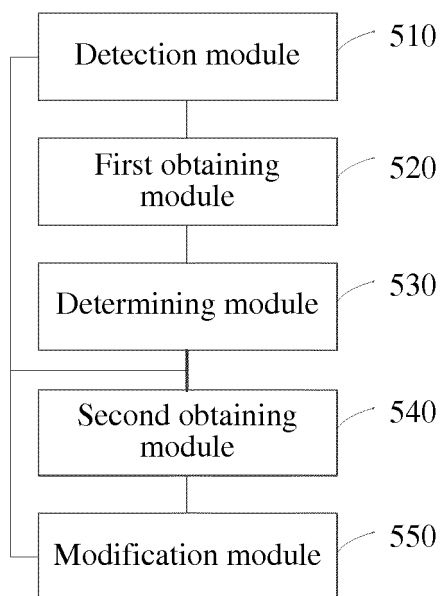 Detection module
510
First obtaining
module
520
Determining module
530
Second obtaining
module
540
Modification module
550